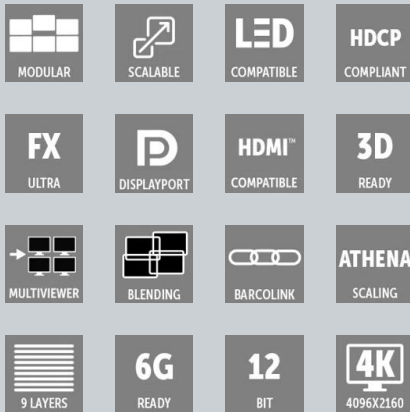 MODULAR
SCALABLE
LED
COMPATIBLE
HDCP
COMPLIANT
FX
ULTRA
DISPLAYPORT
HDMI™
COMPATIBLE
3D
READY
MULTIVIEWER
BLENDING
BARCOLINK
ATHENA
SCALING
9 LAYERS
6G
READY
12
BIT
4K
4096X2160